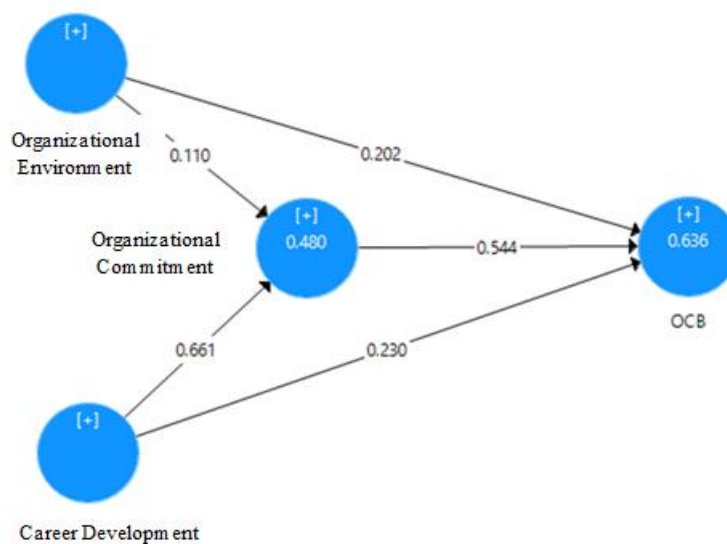 [+]
Organizational
Environment
0.110
0.202
Organizational
Commitment
[+]
0.480
0.544
[+]
0.636
OCB
0.661
0.230
[+]
Career Development